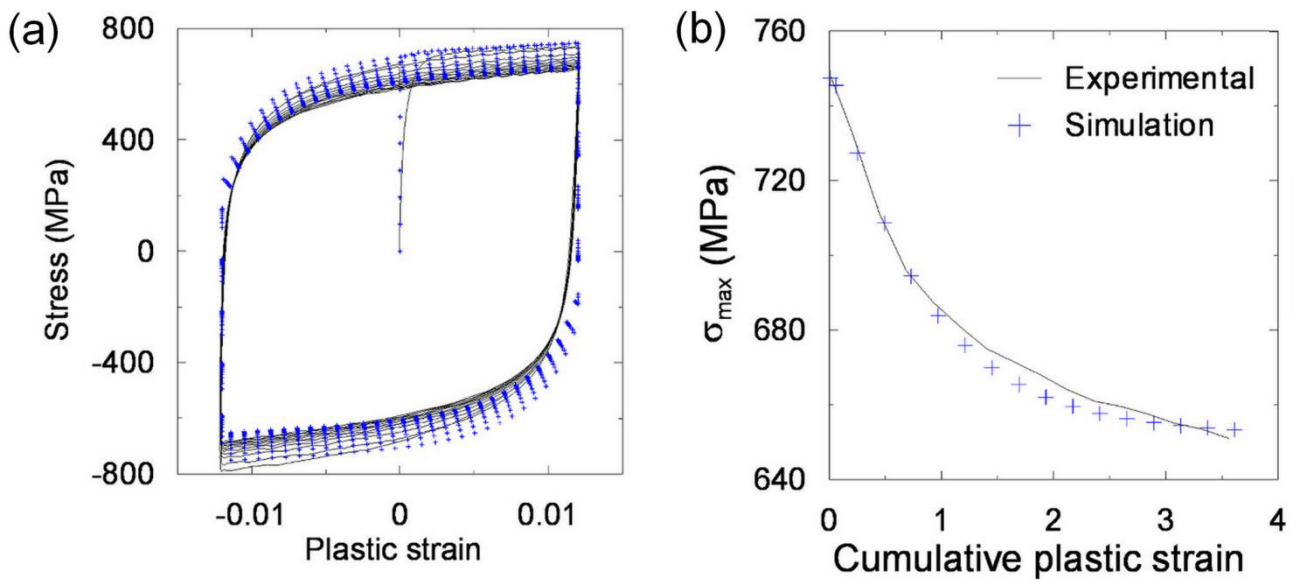 (a)
800
400
0
-400
-800
Stress (MPa)
-0.01
0
0.01
Plastic strain
(b)
760
720
680
640
σmax (MPa)
Experimental
Simulation
0
1
2
3
4
Cumulative plastic strain